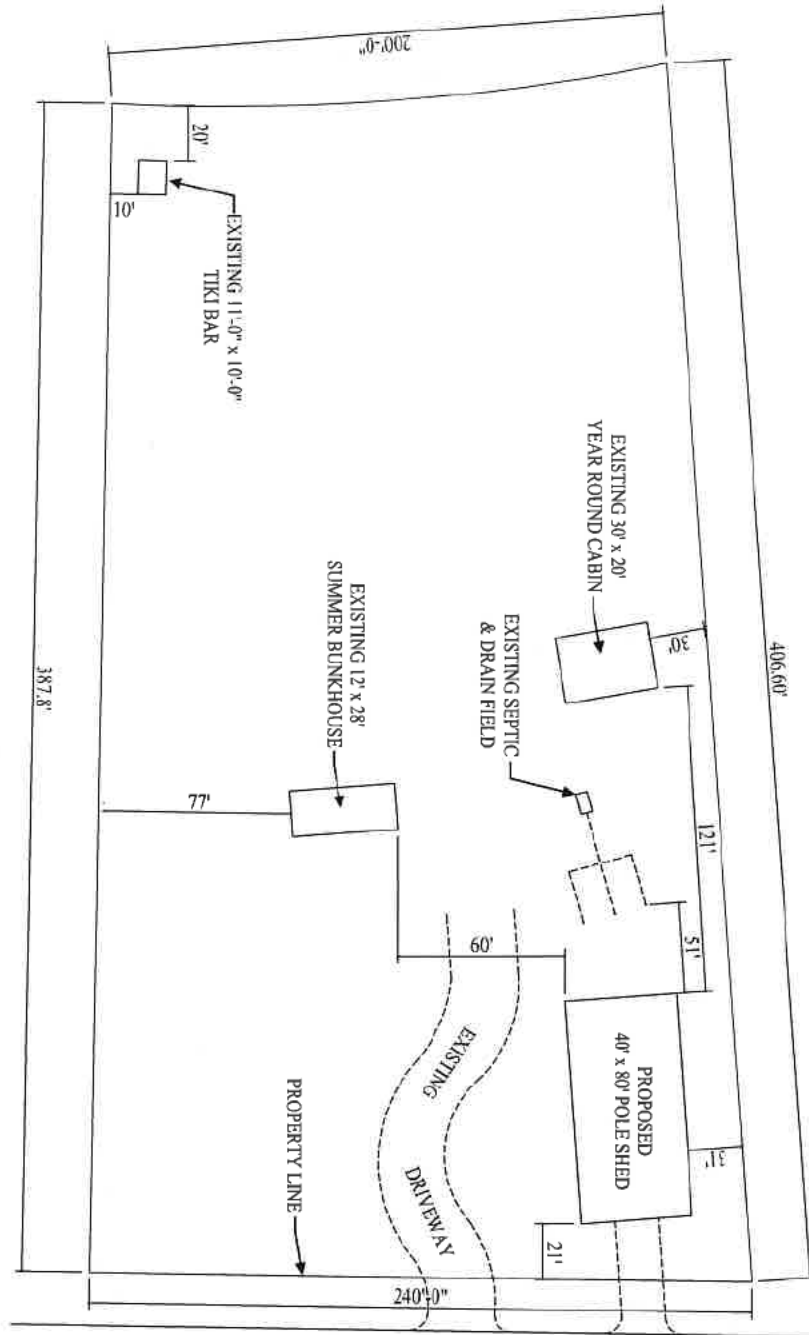 200'-0"
20'
10'
EXISTING 11'-0" x 10'-0"
TIKI BAR
EXISTING 30' x 20'
YEAR ROUND CABIN
30'
406.60'
EXISTING SEPTIC
& DRAIN FIELD
EXISTING 12' x 28'
SUMMER BUNKHOUSE
387.8'
77'
121'
51'
60'
EXISTING
DRIVEWAY
PROPOSED
40' x 80' POLE SHED
31'
PROPERTY LINE
21'
240'-0"